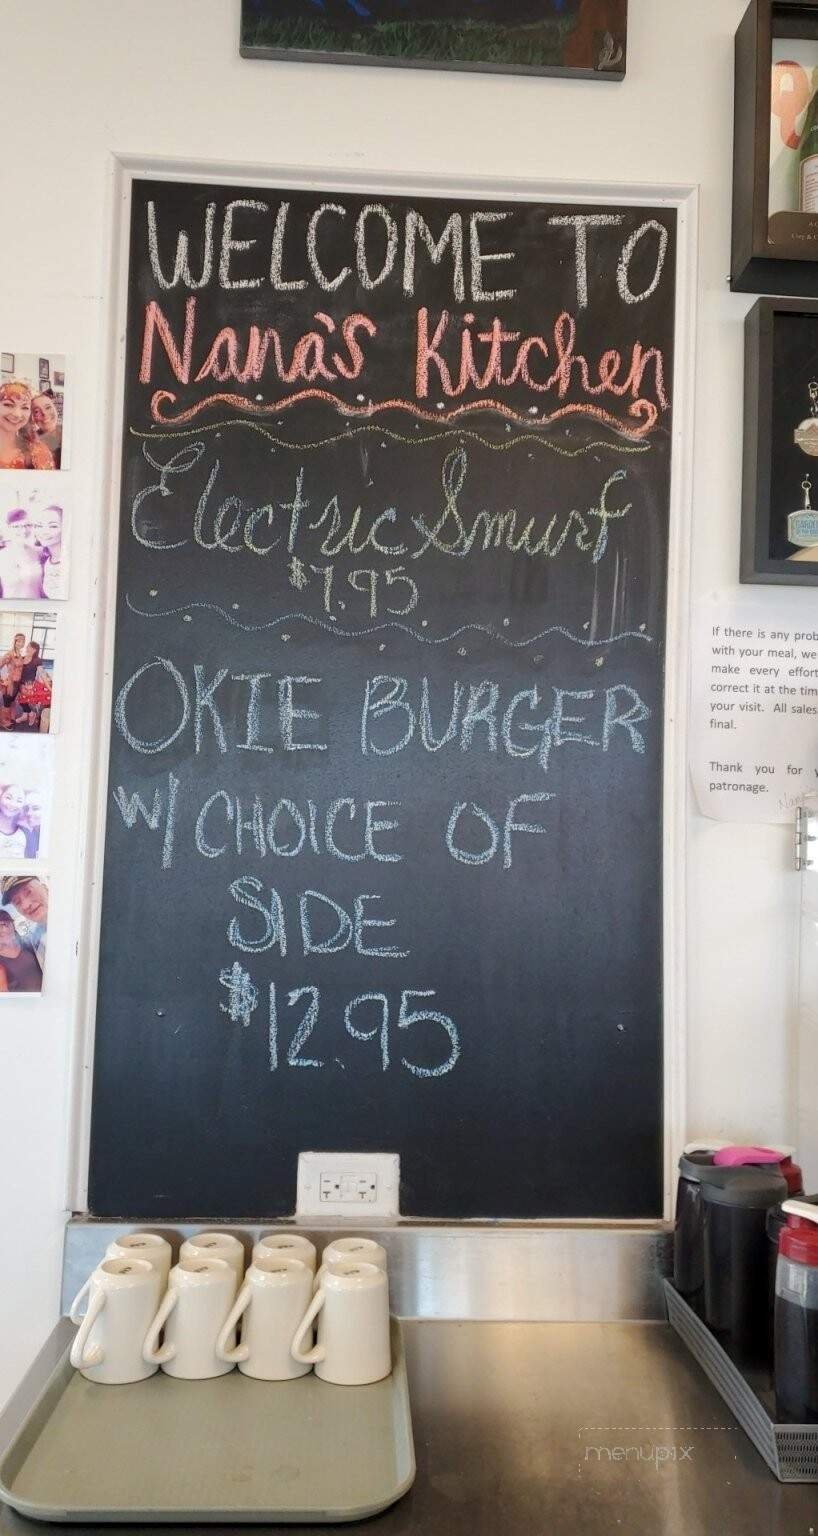 WELCOME TO
Nana's Kitchen
Electric Smurf
$7.95
OKIE BURGER
W/ CHOICE OF
SIDE
$12.95
If there is any
with your meal, we
make every effort
correct it at the
your visit. All sales
final.
Thank you for
patronage.
menupix